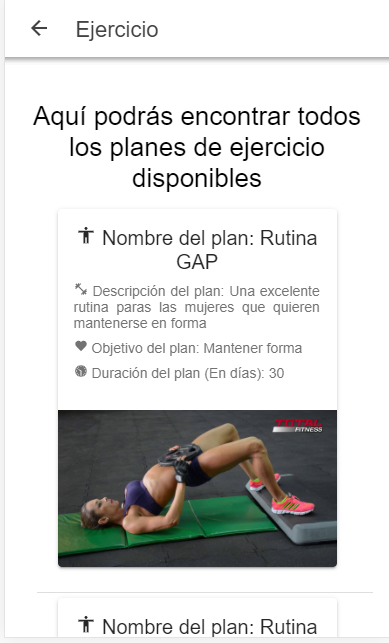 Ejercicio
Aquí podrás encontrar todos
los planes de ejercicio
disponibles
Nombre del plan: Rutina
GAP
Descripción del plan: Una excelente
rutina paras las mujeres que quieren
mantenerse en forma
Objetivo del plan: Mantener forma
Duración del plan (En días): 30
TOTAL
FITNESS
Nombre del plan: Rutina